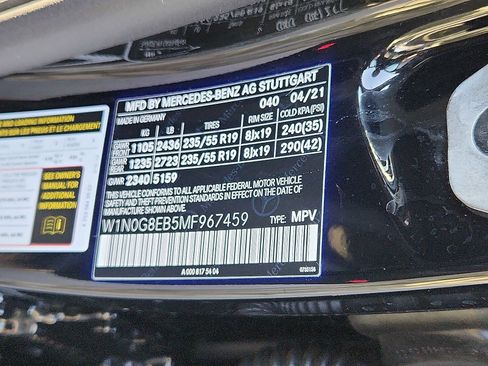 MFD BY MERCEDES-BENZ AG STUTTGART
MADE IN GERMANY
040 04/21
KG LB TIRES RIM SIZE COLD KPA (PSI)
1105 2436 235/55 R19 8Jx19 240(35)
1235 2723 235/55 R19 8Jx19 290(42)
GVWR 2340 5159
THIS VEHICLE CONFORMS TO ALL APPLICABLE FEDERAL MOTOR VEHICLE
SAFETY AND THEFT PREVENTION STANDARDS IN EFFECT ON THE DATE OF
MANUFACTURE SHOWN ABOVE.
W1N0G8EB5MF967459 TYPE: MPV
A 000 817 54 04
LOADING INFORMATION
SEE OWNER'S
MANUAL FOR
ADDITIONAL
INFORMATION